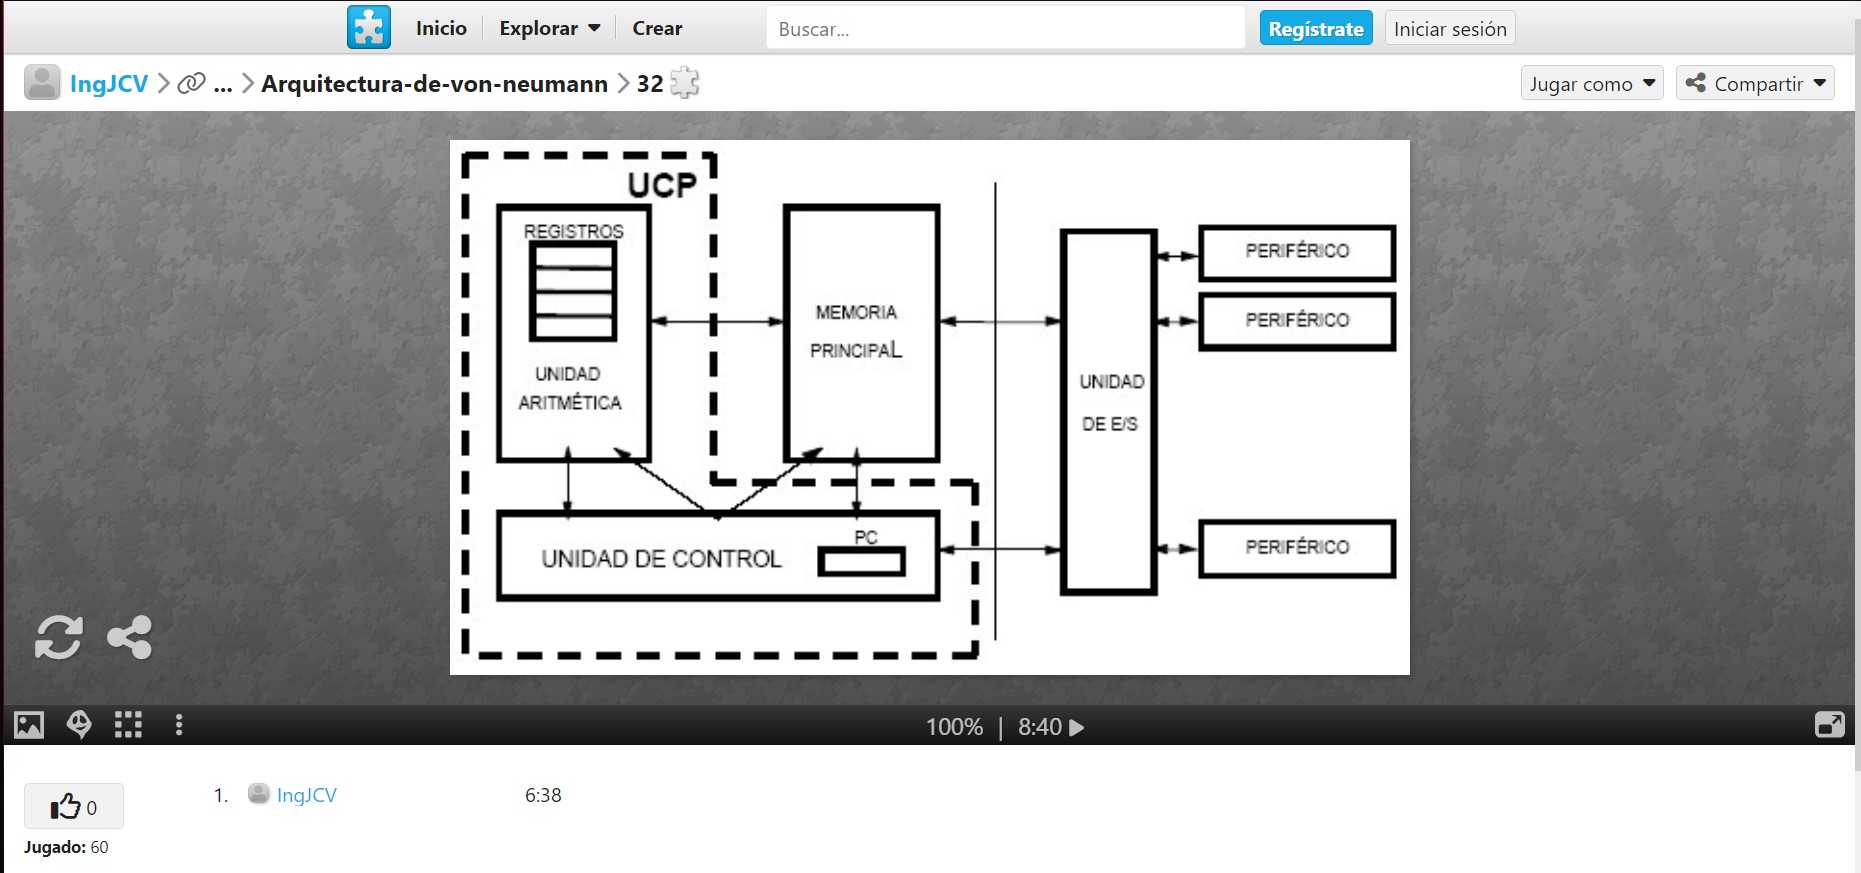 Inicio Explorar Crear Buscar... Regístrate Iniciar sesión
IngJCV ... Arquitectura-de-von-neumann 32 Jugar como Compartir
UCP
REGISTROS
UNIDAD
ARITMÉTICA
MEMORIA
PRINCIPAL
UNIDAD DE CONTROL
PC
UNIDAD
DE E/S
PERIFÉRICO
PERIFÉRICO
PERIFÉRICO
100% | 8:40
0
Jugado: 60
1. IngJCV 6:38